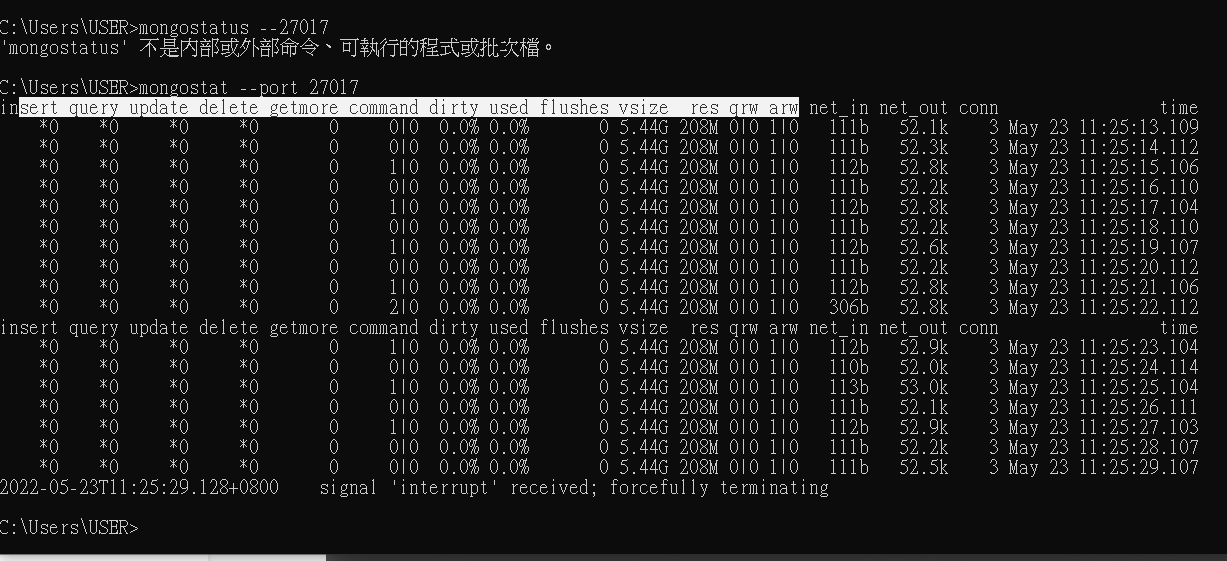 C:\Users\USER>mongostatus --27017
'mongostatus' 不是内部或外部命令、可執行的程式或批次檔。
C:\Users\USER>mongostat --port 27017
insert query update delete getmore command dirty used flushes vsize  res qrw arw net_in net_out conn                time
    *0    *0     *0     *0       0     0|0  0.0% 0.0%       0 5.44G 208M 0|0 1|0   111b   52.1k    3 May 23 11:25:13.109
    *0    *0     *0     *0       0     0|0  0.0% 0.0%       0 5.44G 208M 0|0 1|0   111b   52.3k    3 May 23 11:25:14.112
    *0    *0     *0     *0       0     1|0  0.0% 0.0%       0 5.44G 208M 0|0 1|0   112b   52.8k    3 May 23 11:25:15.106
    *0    *0     *0     *0       0     0|0  0.0% 0.0%       0 5.44G 208M 0|0 1|0   111b   52.2k    3 May 23 11:25:16.110
    *0    *0     *0     *0       0     1|0  0.0% 0.0%       0 5.44G 208M 0|0 1|0   112b   52.8k    3 May 23 11:25:17.104
    *0    *0     *0     *0       0     0|0  0.0% 0.0%       0 5.44G 208M 0|0 1|0   111b   52.2k    3 May 23 11:25:18.110
    *0    *0     *0     *0       0     1|0  0.0% 0.0%       0 5.44G 208M 0|0 1|0   112b   52.6k    3 May 23 11:25:19.107
    *0    *0     *0     *0       0     0|0  0.0% 0.0%       0 5.44G 208M 0|0 1|0   111b   52.2k    3 May 23 11:25:20.112
    *0    *0     *0     *0       0     1|0  0.0% 0.0%       0 5.44G 208M 0|0 1|0   112b   52.8k    3 May 23 11:25:21.106
    *0    *0     *0     *0       0     2|0  0.0% 0.0%       0 5.44G 208M 0|0 1|0   306b   52.8k    3 May 23 11:25:22.112
insert query update delete getmore command dirty used flushes vsize  res qrw arw net_in net_out conn                time
    *0    *0     *0     *0       0     1|0  0.0% 0.0%       0 5.44G 208M 0|0 1|0   112b   52.9k    3 May 23 11:25:23.104
    *0    *0     *0     *0       0     0|0  0.0% 0.0%       0 5.44G 208M 0|0 1|0   110b   52.0k    3 May 23 11:25:24.114
    *0    *0     *0     *0       0     1|0  0.0% 0.0%       0 5.44G 208M 0|0 1|0   113b   53.0k    3 May 23 11:25:25.104
    *0    *0     *0     *0       0     0|0  0.0% 0.0%       0 5.44G 208M 0|0 1|0   111b   52.1k    3 May 23 11:25:26.111
    *0    *0     *0     *0       0     1|0  0.0% 0.0%       0 5.44G 208M 0|0 1|0   112b   52.9k    3 May 23 11:25:27.103
    *0    *0     *0     *0       0     0|0  0.0% 0.0%       0 5.44G 208M 0|0 1|0   111b   52.2k    3 May 23 11:25:28.107
    *0    *0     *0     *0       0     0|0  0.0% 0.0%       0 5.44G 208M 0|0 1|0   111b   52.5k    3 May 23 11:25:29.107
2022-05-23T11:25:29.128+0800    signal 'interrupt' received; forcefully terminating
C:\Users\USER>